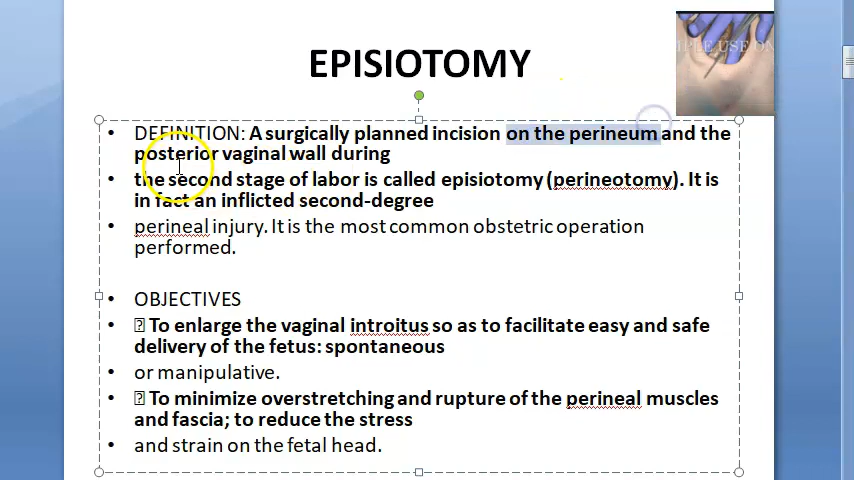 EPISIOTOMY
MPLE USE ON
• DEFINITION: A surgically planned incision on the perineum and the
posterior vaginal wall during
• the second stage of labor is called episiotomy (perineotomy). It is
in fact an inflicted second-degree
• perineal injury. It is the most common obstetric operation
performed.
• OBJECTIVES
• To enlarge the vaginal introitus so as to facilitate easy and safe
delivery of the fetus: spontaneous
• or manipulative.
• To minimize overstretching and rupture of the perineal muscles
and fascia; to reduce the stress
• and strain on the fetal head.